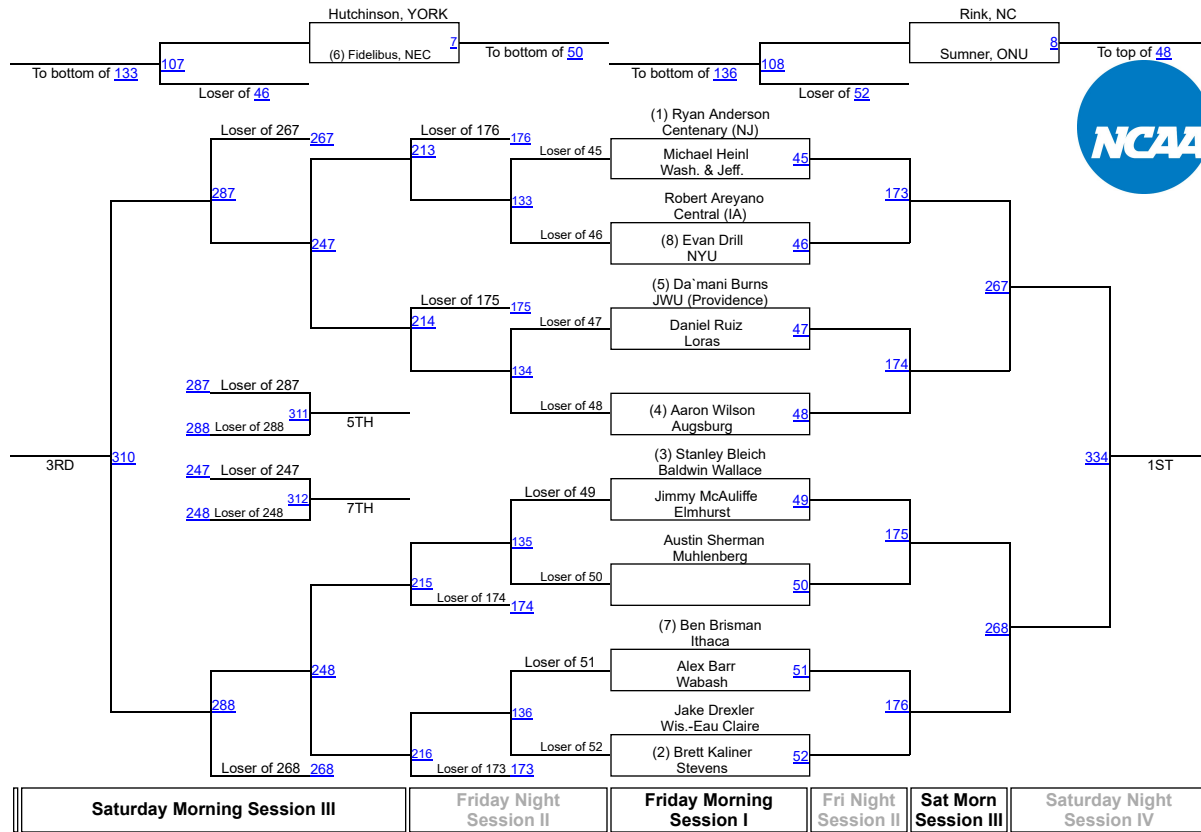 Hutchinson, YORK
(6) Fidelibus, NEC
7
To bottom of 50
107
To bottom of 133
Loser of 46
Rink, NC
Sumner, ONU
8
To top of 48
108
To bottom of 136
Loser of 52
NCAA
Loser of 267 267
Loser of 176 176
213
287
247
133
Loser of 45
Loser of 46
(1) Ryan Anderson
Centenary (NJ)
Michael Heinl
Wash. & Jeff.
45
173
Robert Areyano
Central (IA)
(8) Evan Drill
NYU
46
267
Loser of 175 175
214
134
Loser of 47
Loser of 48
(5) Da`mani Burns
JWU (Providence)
Daniel Ruiz
Loras
47
174
(4) Aaron Wilson
Augsburg
48
287 Loser of 287
311
5TH
288 Loser of 288
3RD
310
247 Loser of 247
312
7TH
248 Loser of 248
334
1ST
(3) Stanley Bleich
Baldwin Wallace
Jimmy McAuliffe
Elmhurst
49
Loser of 49
135
175
Austin Sherman
Muhlenberg
50
Loser of 50
215
Loser of 174 174
268
(7) Ben Brisman
Ithaca
Alex Barr
Wabash
51
Loser of 51
248
288
136
176
Jake Drexler
Wis.-Eau Claire
(2) Brett Kaliner
Stevens
52
Loser of 52
216
Loser of 268 268
Loser of 173 173
Saturday Morning Session III
Friday Night
Session II
Friday Morning
Session I
Fri Night
Session II
Sat Morn
Session III
Saturday Night
Session IV